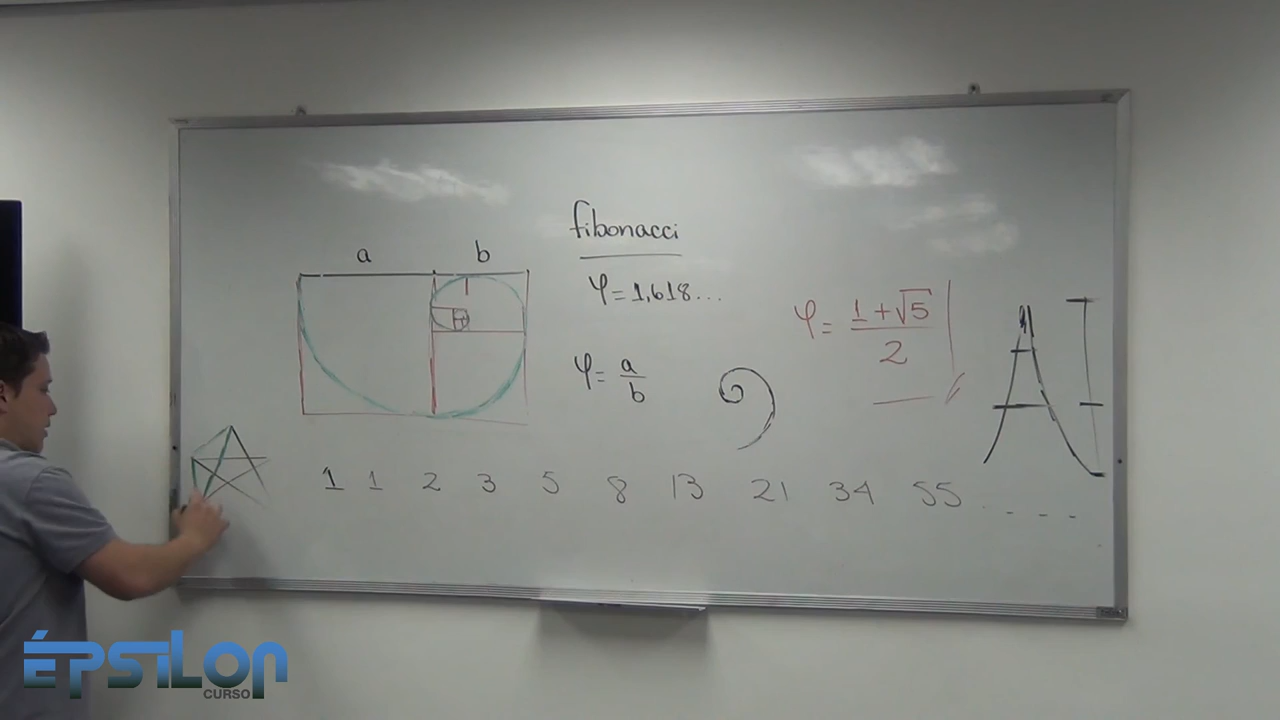 fibonacci
a b
φ = 1,618...
φ = (1+√5)/2
φ = a/b
1 1 2 3 5 8 13 21 34 55 . - - - -
ÉPSILON
CURSO